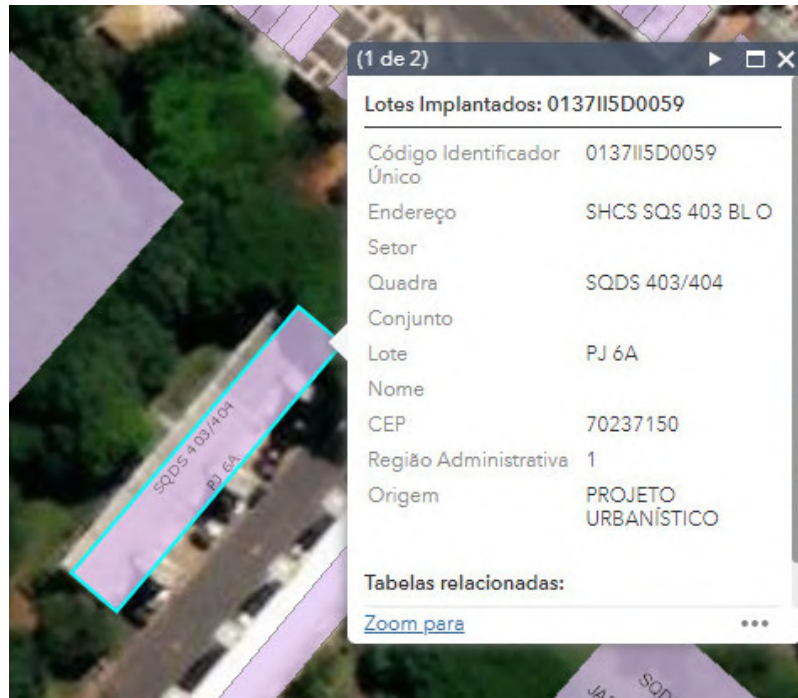 (1 de 2)
Lotes Implantados: 0137II5D0059
Código Identificador 0137II5D0059
Único
Endereço SHCS SQS 403 BL O
Setor
Quadra SQDS 403/404
Conjunto
Lote PJ 6A
Nome
CEP 70237150
Região Administrativa 1
Origem PROJETO
URBANÍSTICO
Tabelas relacionadas:
Zoom para
SQDS 403/404
PJ 6A